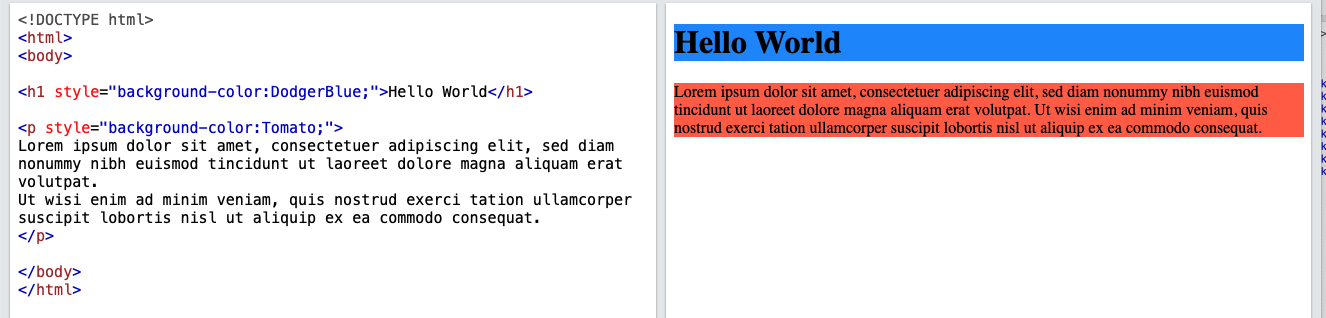 <!DOCTYPE html>
<html>
<body>
<h1 style="background-color:DodgerBlue;">Hello World</h1>
<p style="background-color:Tomato;">
Lorem ipsum dolor sit amet, consectetuer adipiscing elit, sed diam
nonummy nibh euismod tincidunt ut laoreet dolore magna aliquam erat
volutpat.
Ut wisi enim ad minim veniam, quis nostrud exerci tation ullamcorper
suscipit lobortis nisl ut aliquip ex ea commodo consequat.
</p>
</body>
</html>
Hello World
Lorem ipsum dolor sit amet, consectetuer adipiscing elit, sed diam nonummy nibh euismod
tincidunt ut laoreet dolore magna aliquam erat volutpat. Ut wisi enim ad minim veniam, quis
nostrud exerci tation ullamcorper suscipit lobortis nisl ut aliquip ex ea commodo consequat.